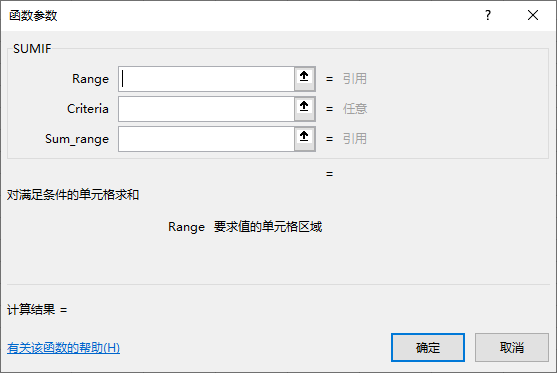 函数参数
SUMIF
Range = 引用
Criteria = 任意
Sum_range = 引用
=
对满足条件的单元格求和
Range 要求值的单元格区域
计算结果 =
有关该函数的帮助(H)
确定 取消